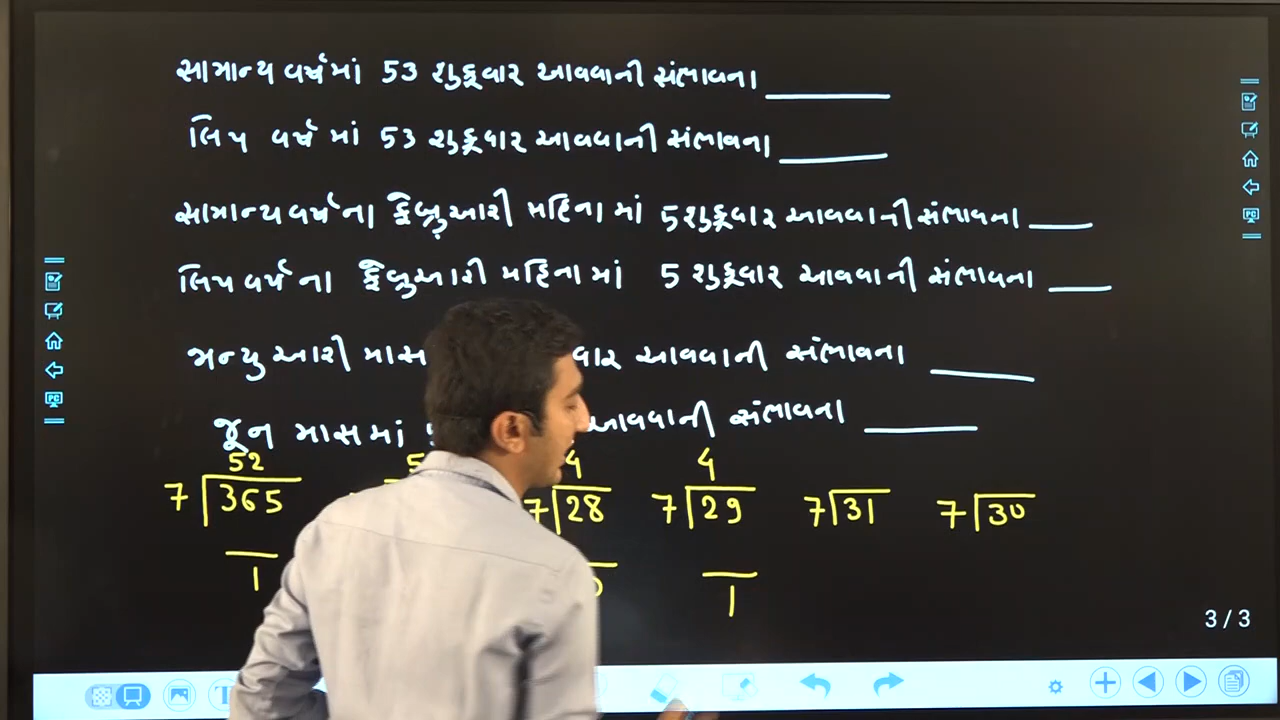 સામાન્ય વર્ષમાં 53 શુક્રવાર આવવાની સંભાવના ______
લિપ વર્ષ માં 53 શુક્રવાર આવવાની સંભાવના ______
સામાન્ય વર્ષના ફેબ્રુઆરી મહિના માં 5 શુક્રવાર આવવાની સંભાવના ____
લિપ વર્ષ ના ફેબ્રુઆરી મહિનામાં 5 શુક્રવાર આવવાની સંભાવના ____
જાન્યુઆરી માસ વાર આવવાની સંભાવના ______
જૂન માસમાં આવવાની સંભાવના ______
52 5 4 4
7 365 7 28 7 29 7 31 7 30
1 0 1
3 / 3